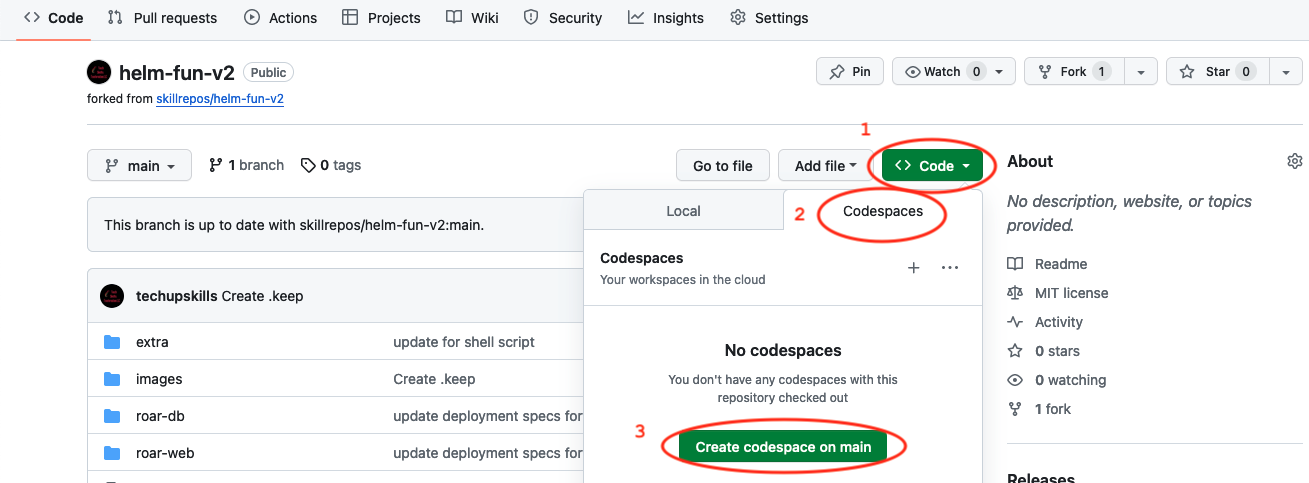 <> Code Pull requests Actions Projects Wiki Security Insights Settings
helm-fun-v2 Public
Pin Watch 0 Fork 1 Star 0
forked from skillrepos/helm-fun-v2
1
main 1 branch 0 tags Go to file Add file <> Code
About
Local 2 Codespaces
No description, website, or topics
provided.
This branch is up to date with skillrepos/helm-fun-v2:main.
Codespaces
Your workspaces in the cloud + ...
Readme
MIT license
Activity
0 stars
0 watching
1 fork
techupskills Create .keep
extra update for shell script
images Create .keep
roar-db update deployment specs for
roar-web update deployment specs for
No codespaces
You don't have any codespaces with this
repository checked out
3 Create codespace on main
Releases